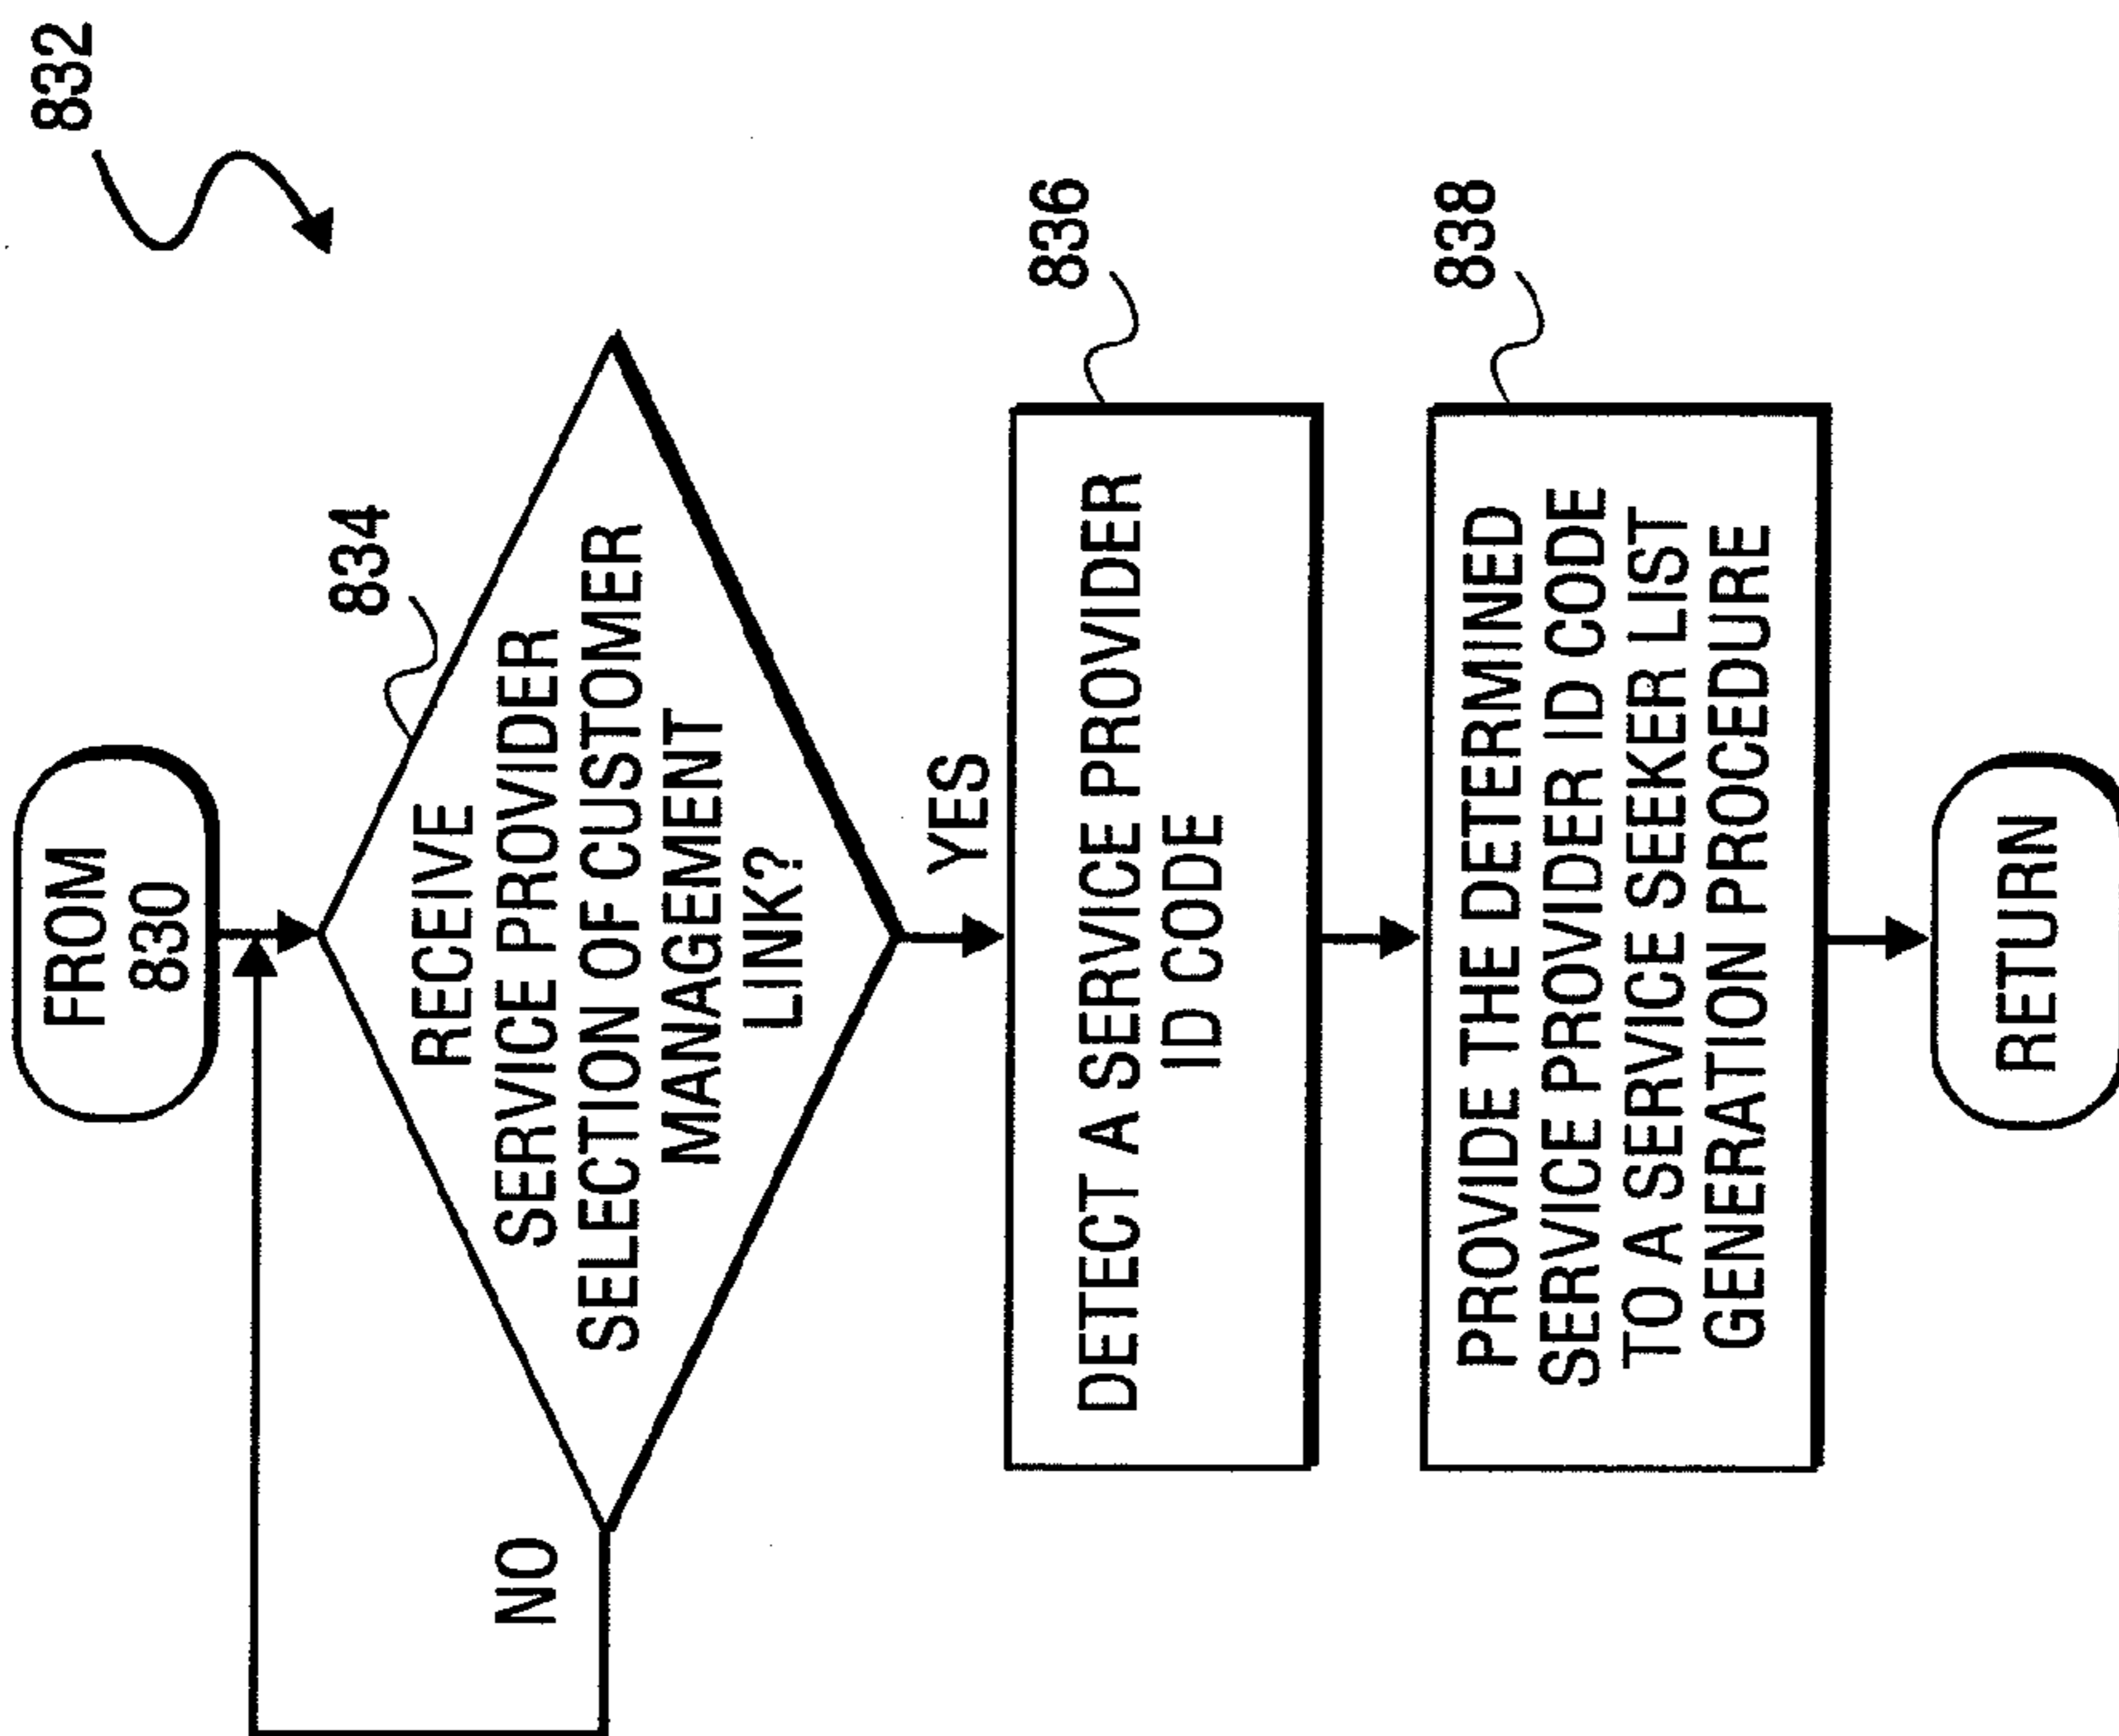 832
FROM
830
834
RECEIVE
SERVICE PROVIDER
SELECTION OF CUSTOMER
MANAGEMENT
LINK?
NO
YES
836
DETECT A SERVICE PROVIDER
ID CODE
838
PROVIDE THE DETERMINED
SERVICE PROVIDER ID CODE
TO A SERVICE SEEKER LIST
GENERATION PROCEDURE
RETURN